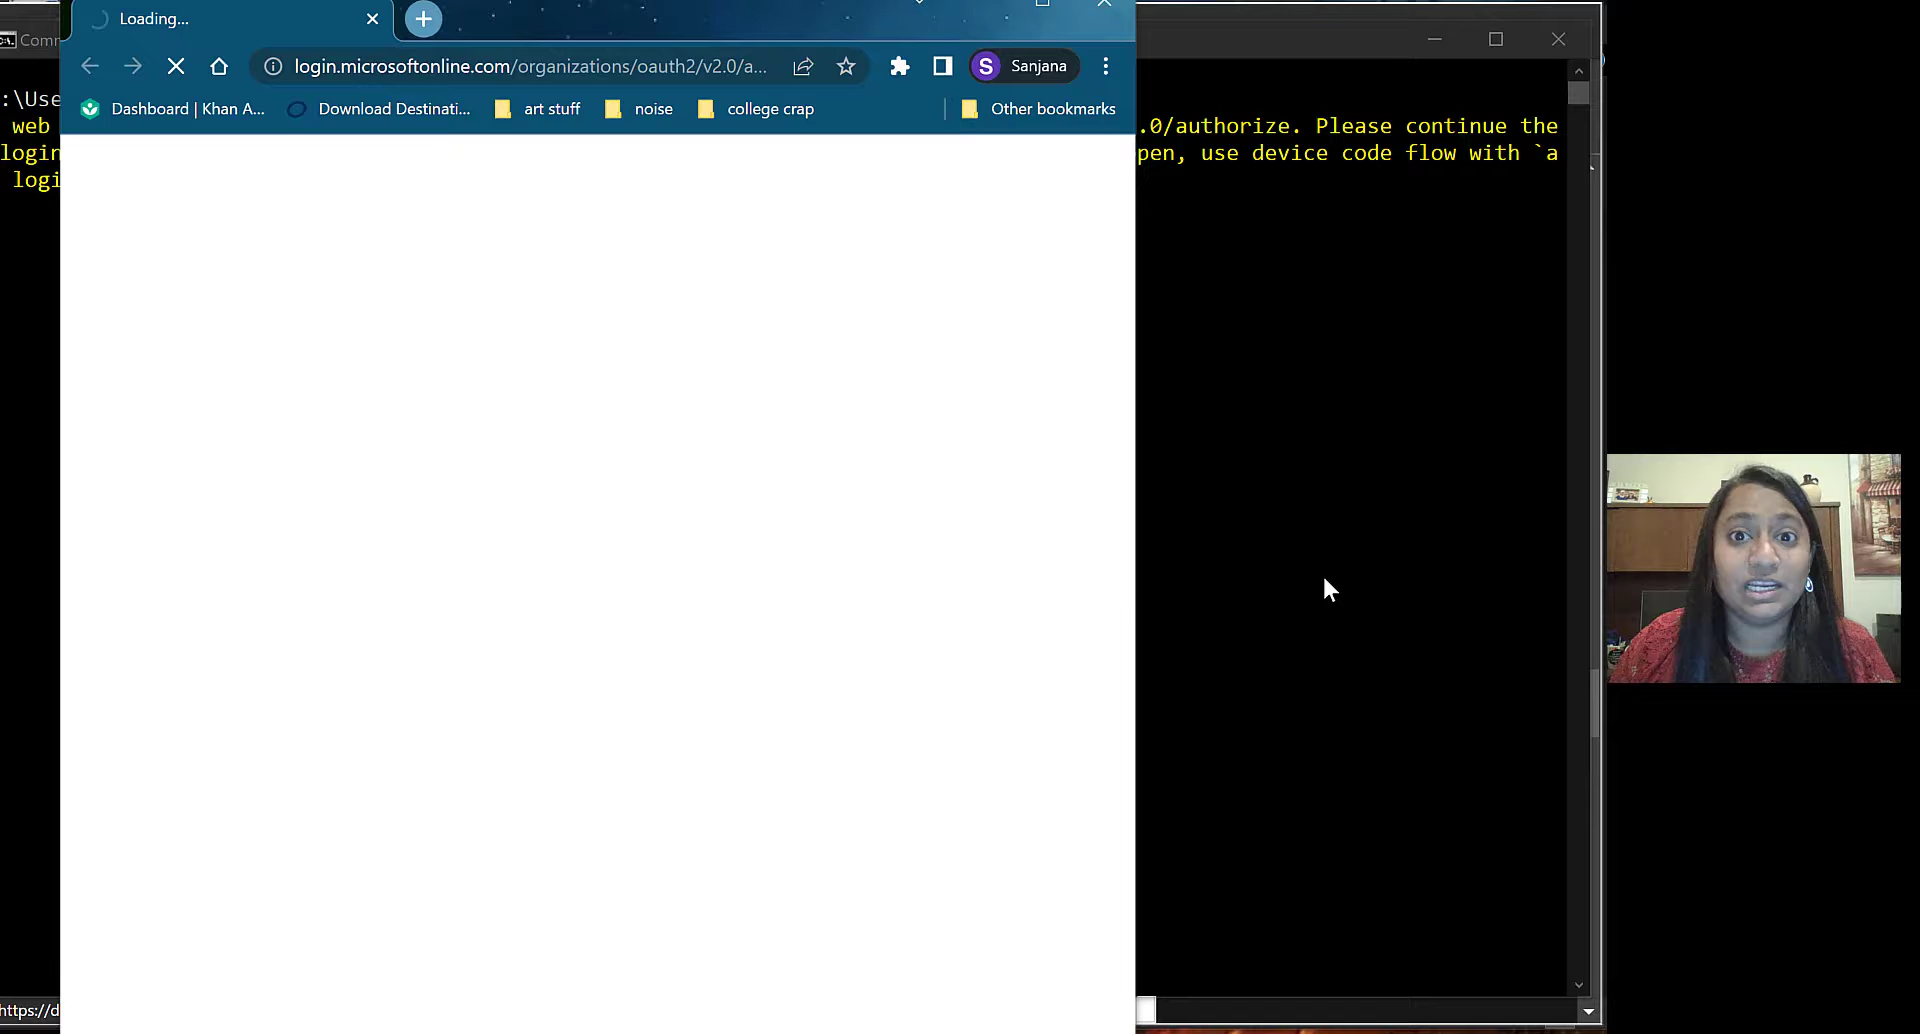 Loading...
Comm
login.microsoftonline.com/organizations/oauth2/v2.0/a...
S Sanjana
Dashboard | Khan A...
Download Destinati...
art stuff
noise
college crap
Other bookmarks
:\Use
web
.0/authorize. Please continue the
login
pen, use device code flow with `a
logi
https://d